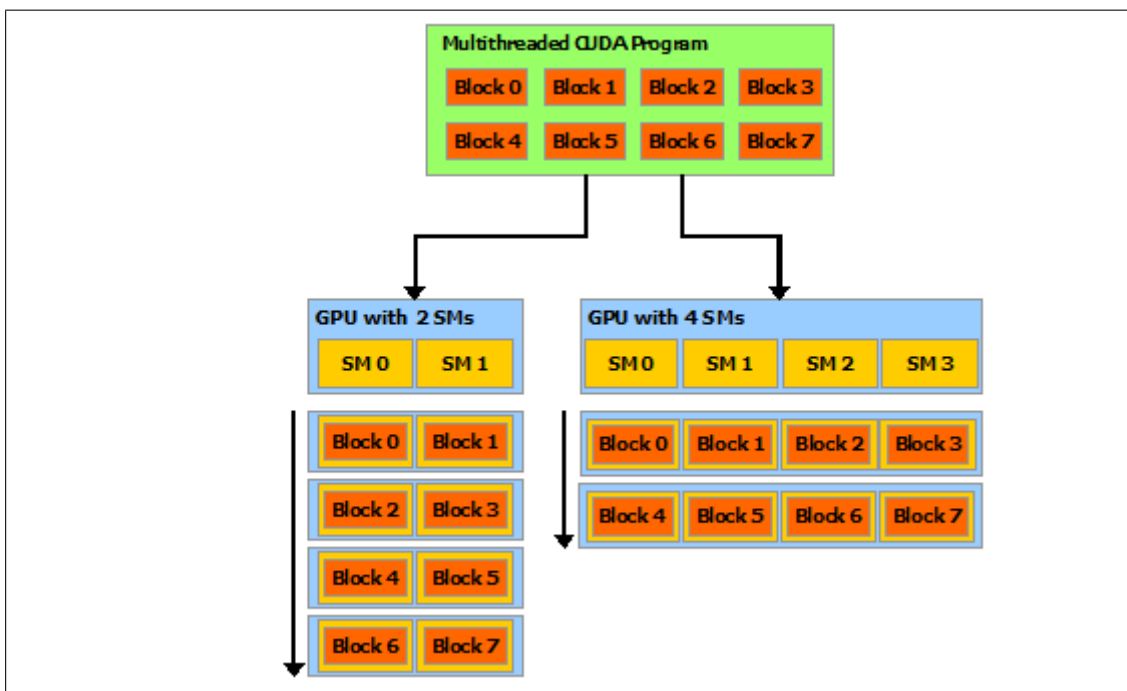 Multithreaded CUDA Program
Block 0 Block 1 Block 2 Block 3
Block 4 Block 5 Block 6 Block 7
GPU with 2 SMs
SM 0 SM 1
Block 0 Block 1
Block 2 Block 3
Block 4 Block 5
Block 6 Block 7
GPU with 4 SMs
SM 0 SM 1 SM 2 SM 3
Block 0 Block 1 Block 2 Block 3
Block 4 Block 5 Block 6 Block 7